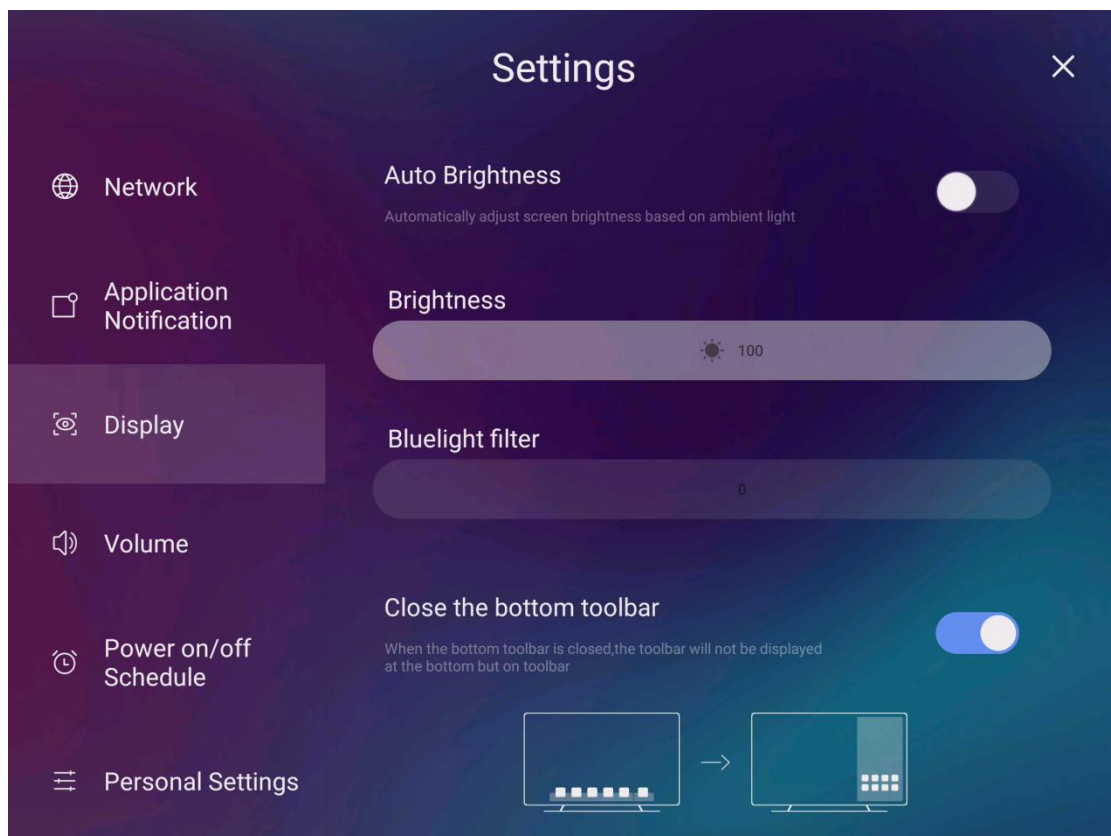 Settings
Network
Application
Notification
Display
Volume
Power on/off
Schedule
Personal Settings
Auto Brightness
Automatically adjust screen brightness based on ambient light
Brightness
100
Bluelight filter
0
Close the bottom toolbar
When the bottom toolbar is closed,the toolbar will not be displayed
at the bottom but on toolbar